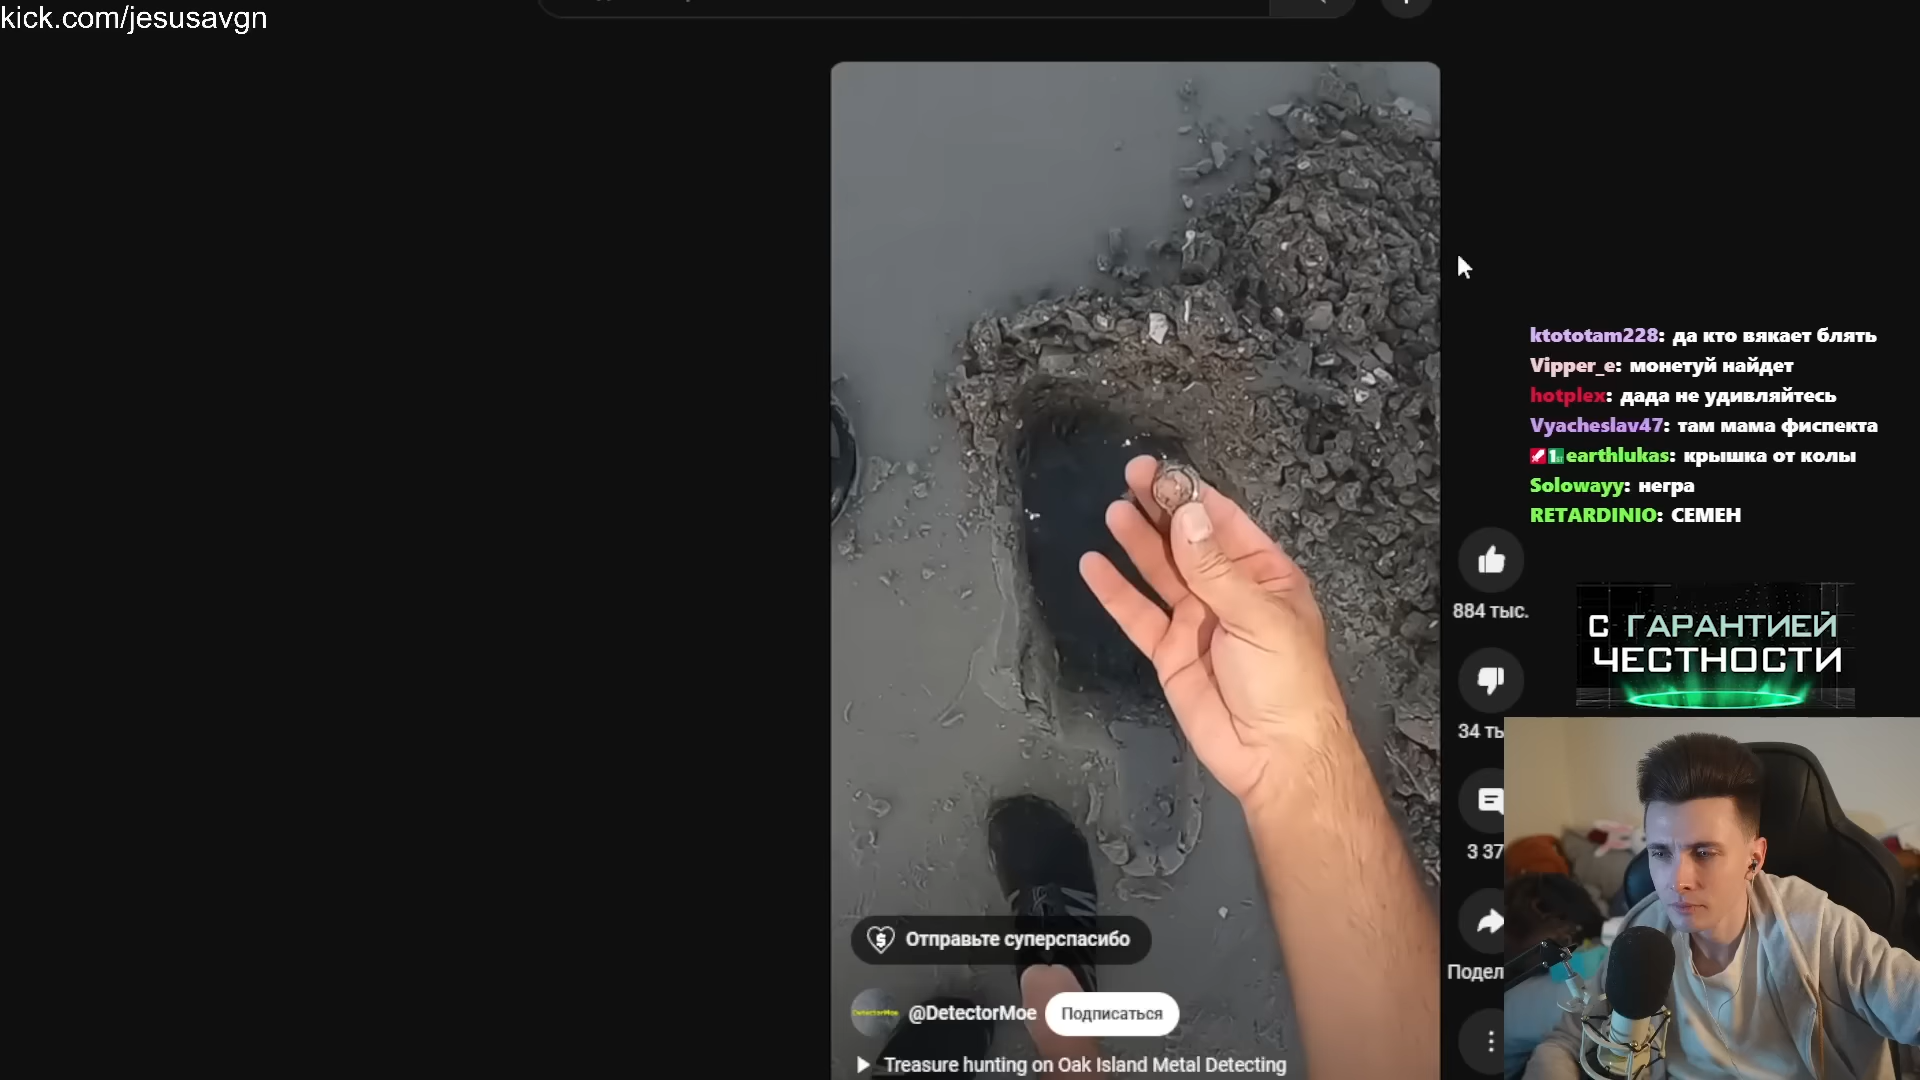 kick.com/jesusavgn
ktototam228: да кто вякает блять
Vipper_e: монетуй найдет
hotplex: дада не удивляйтесь
Vyacheslav47: там мама фиспекта
earthlukas: крышка от колы
Solowayy: негра
RETARDINIO: СЕМЕН
884 тыс.
С ГАРАНТИЕЙ
ЧЕСТНОСТИ
34 ты
3 37
Подел
Отправьте суперспасибо
@DetectorMoe Подписаться
Treasure hunting on Oak Island Metal Detecting